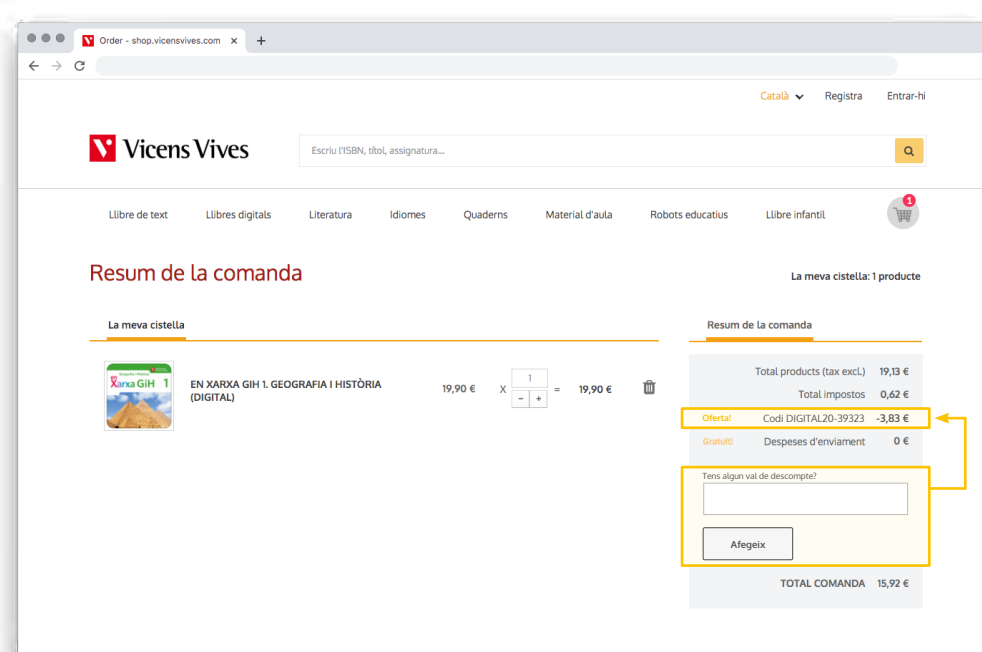 Order - shop.vicensvives.com
Català Registra Entrar-hi
Vicens Vives
Escriu l'ISBN, títol, assignatura...
Llibre de text Llibres digitals Literatura Idiomes Quaderns Material d'aula Robots educatius Llibre infantil 1
Resum de la comanda
La meva cistella: 1 producte
La meva cistella
Resum de la comanda
Xarxa GiH 1
EN XARXA GIH 1. GEOGRAFIA I HISTÒRIA
(DIGITAL)
19,90 € X 1 = 19,90 €
- +
Total products (tax excl.) 19,13 €
Total impostos 0,62 €
Oferta! Codi DIGITAL20-39323 -3,83 €
Gratuït! Despeses d'enviament 0 €
Tens algun val de descompte?
Afegeix
TOTAL COMANDA 15,92 €